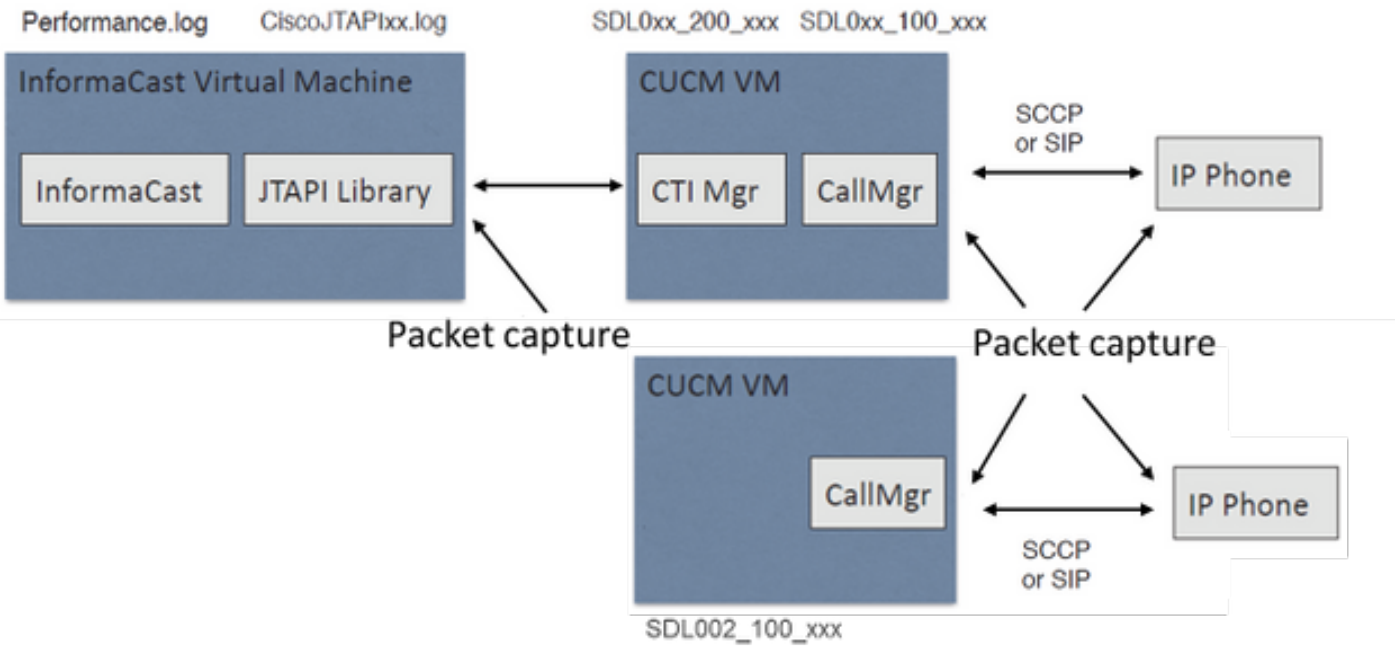 Performance.log
CiscoJTAPIxx.log
SDL0xx_200_xxx
SDL0xx_100_xxx
InformaCast Virtual Machine
CUCM VM
SCCP
or SIP
InformaCast
JTAPI Library
CTI Mgr
CallMgr
IP Phone
Packet capture
Packet capture
CUCM VM
CallMgr
IP Phone
SCCP
or SIP
SDL002_100_xxx